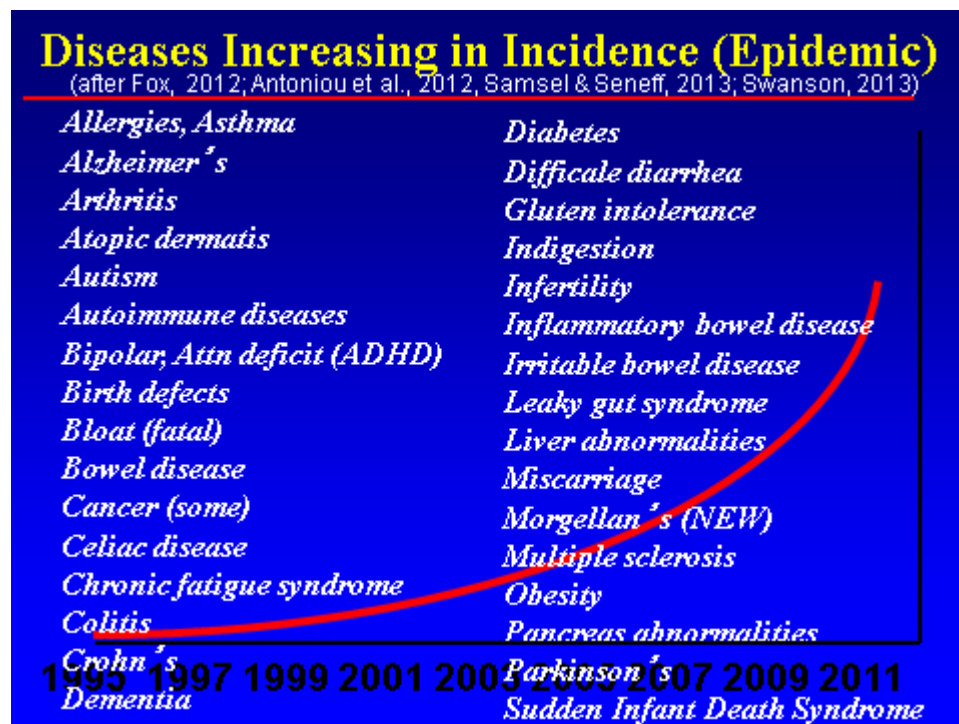 Diseases Increasing in Incidence (Epidemic)
(after Fox, 2012; Antoniou et al., 2012, Samsel & Seneff, 2013; Swanson, 2013)
Allergies, Asthma
Alzheimer´s
Arthritis
Atopic dermatis
Autism
Autoimmune diseases
Bipolar, Attn deficit (ADHD)
Birth defects
Bloat (fatal)
Bowel disease
Cancer (some)
Celiac disease
Chronic fatigue syndrome
Colitis
Crohn´s
Dementia
Diabetes
Difficale diarrhea
Gluten intolerance
Indigestion
Infertility
Inflammatory bowel disease
Irritable bowel disease
Leaky gut syndrome
Liver abnormalities
Miscarriage
Morgellan´s (NEW)
Multiple sclerosis
Obesity
Pancreas abnormalities
Parkinson´s
Sudden Infant Death Syndrome
1995 1997 1999 2001 2003 2005 2007 2009 2011